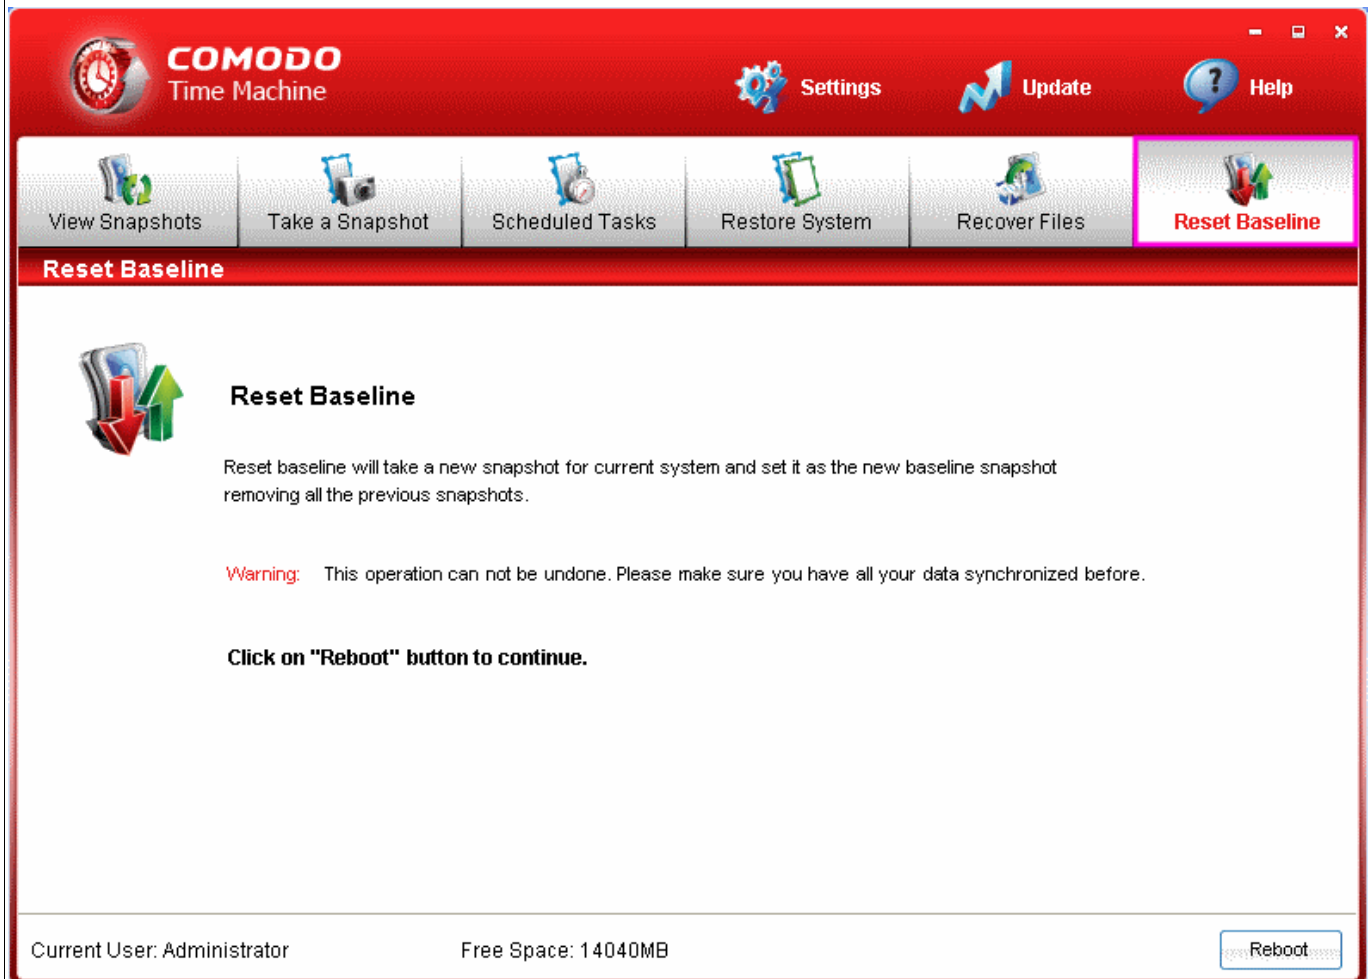 COMODO
Time Machine
Settings
Update
? Help
View Snapshots
Take a Snapshot
Scheduled Tasks
Restore System
Recover Files
Reset Baseline
Reset Baseline
Reset Baseline
Reset baseline will take a new snapshot for current system and set it as the new baseline snapshot
removing all the previous snapshots.
Warning: This operation can not be undone. Please make sure you have all your data synchronized before.
Click on "Reboot" button to continue.
Current User: Administrator
Free Space: 14040MB
Reboot